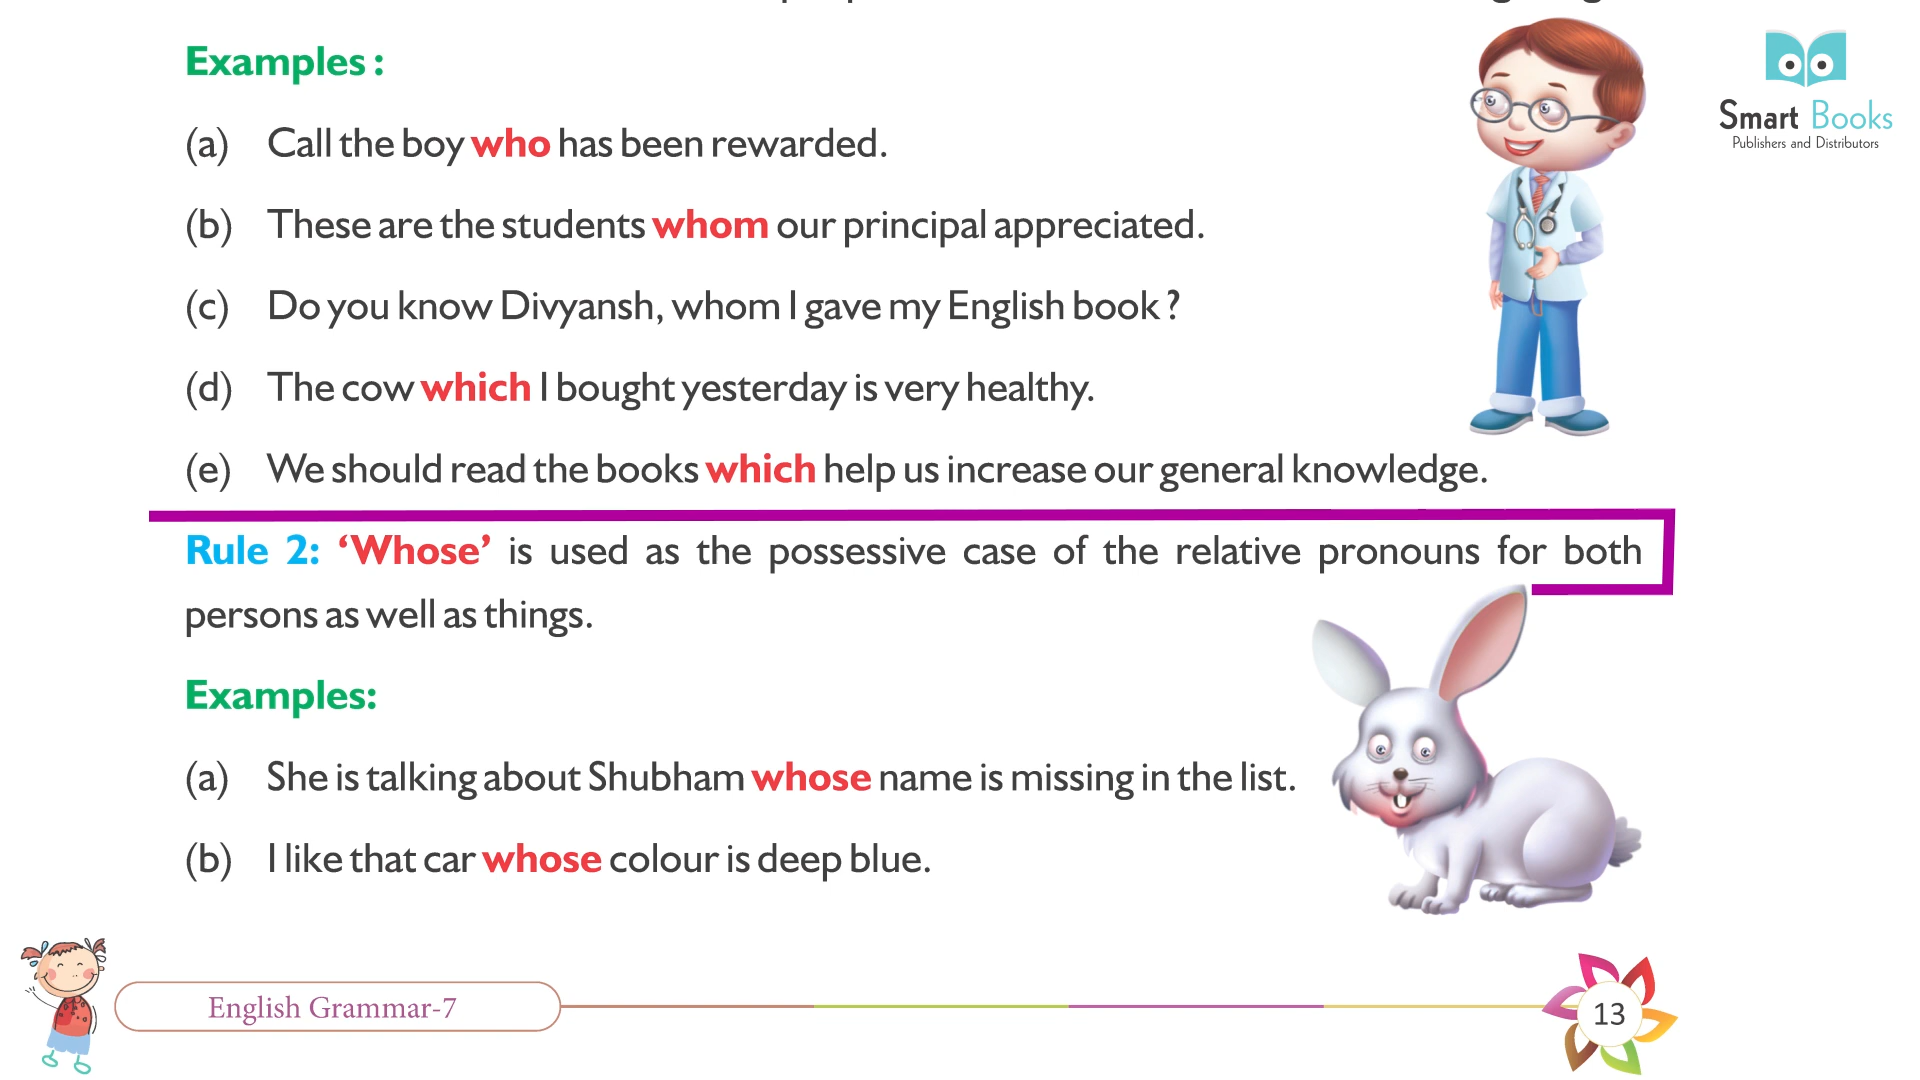 Examples :
(a) Call the boy who has been rewarded.
(b) These are the students whom our principal appreciated.
(c) Do you know Divyansh, whom I gave my English book ?
(d) The cow which I bought yesterday is very healthy.
(e) We should read the books which help us increase our general knowledge.
Rule 2: ‘Whose’ is used as the possessive case of the relative pronouns for both
persons as well as things.
Examples:
(a) She is talking about Shubham whose name is missing in the list.
(b) I like that car whose colour is deep blue.
Smart Books
Publishers and Distributors
English Grammar-7
13